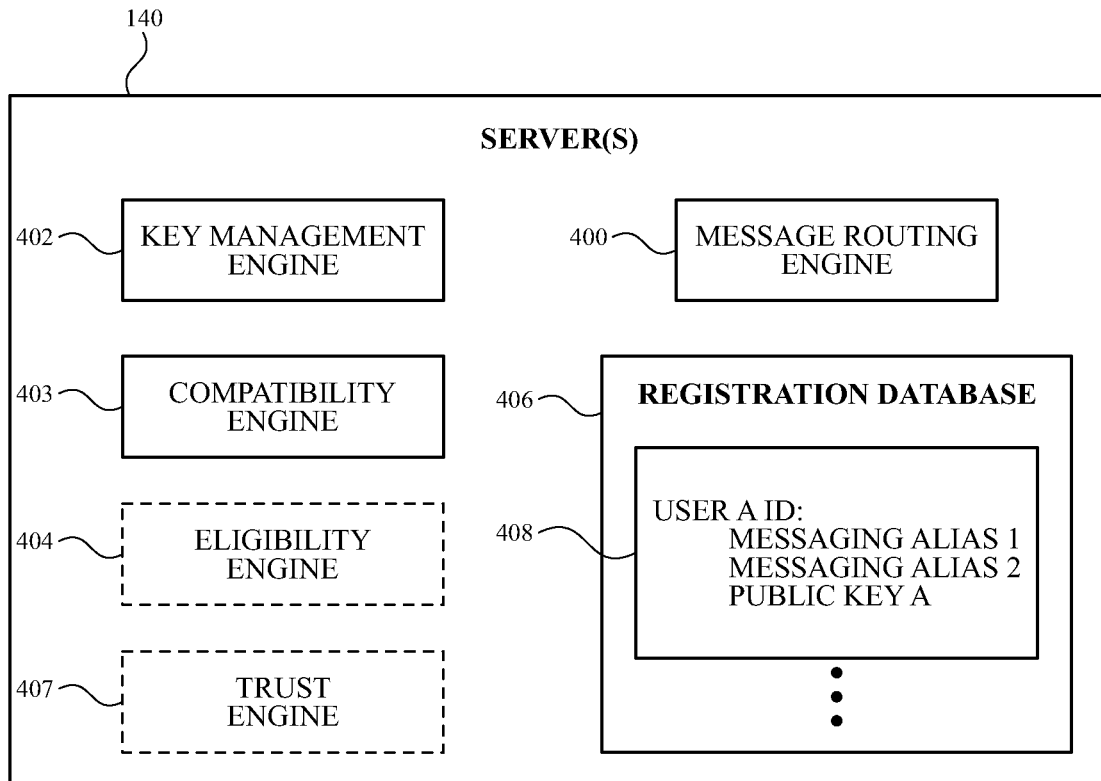 140
SERVER(S)
402
KEY MANAGEMENT
ENGINE
400
MESSAGE ROUTING
ENGINE
403
COMPATIBILITY
ENGINE
406
REGISTRATION DATABASE
408
USER A ID:
MESSAGING ALIAS 1
MESSAGING ALIAS 2
PUBLIC KEY A
404
ELIGIBILITY
ENGINE
407
TRUST
ENGINE